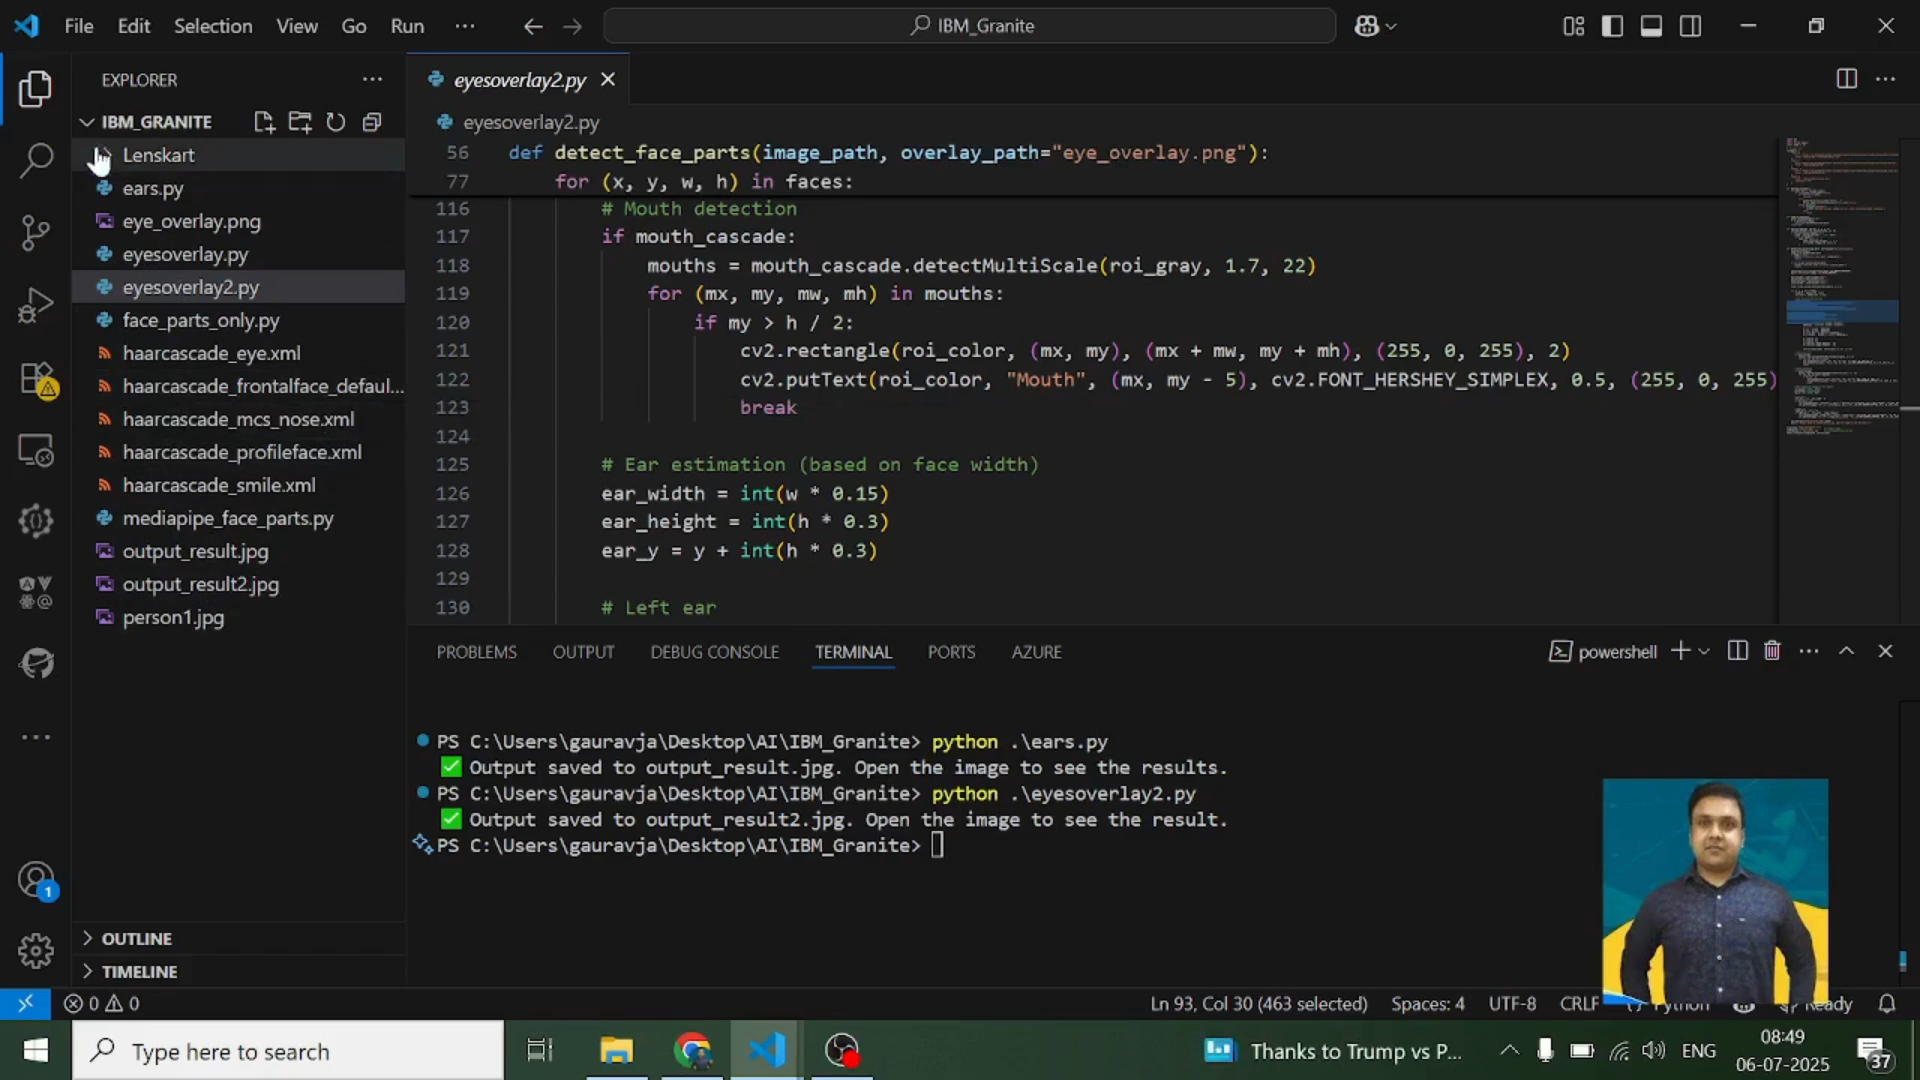 File Edit Selection View Go Run ··· IBM_Granite
EXPLORER ···
IBM_GRANITE
Lenskart
ears.py
eye_overlay.png
eyesoverlay.py
eyesoverlay2.py
face_parts_only.py
haarcascade_eye.xml
haarcascade_frontalface_defaul...
haarcascade_mcs_nose.xml
haarcascade_profileface.xml
haarcascade_smile.xml
mediapipe_face_parts.py
output_result.jpg
output_result2.jpg
person1.jpg
OUTLINE
TIMELINE
eyesoverlay2.py
eyesoverlay2.py
56 def detect_face_parts(image_path, overlay_path="eye_overlay.png"):
77 for (x, y, w, h) in faces:
116 # Mouth detection
117 if mouth_cascade:
118 mouths = mouth_cascade.detectMultiScale(roi_gray, 1.7, 22)
119 for (mx, my, mw, mh) in mouths:
120 if my > h / 2:
121 cv2.rectangle(roi_color, (mx, my), (mx + mw, my + mh), (255, 0, 255), 2)
122 cv2.putText(roi_color, "Mouth", (mx, my - 5), cv2.FONT_HERSHEY_SIMPLEX, 0.5, (255, 0, 255)
123 break
124
125 # Ear estimation (based on face width)
126 ear_width = int(w * 0.15)
127 ear_height = int(h * 0.3)
128 ear_y = y + int(h * 0.3)
129
130 # Left ear
PROBLEMS OUTPUT DEBUG CONSOLE TERMINAL PORTS AZURE powershell
PS C:\Users\gauravja\Desktop\AI\IBM_Granite> python .\ears.py
✅ Output saved to output_result.jpg. Open the image to see the results.
PS C:\Users\gauravja\Desktop\AI\IBM_Granite> python .\eyesoverlay2.py
✅ Output saved to output_result2.jpg. Open the image to see the result.
PS C:\Users\gauravja\Desktop\AI\IBM_Granite>
1
0 0 Ln 93, Col 30 (463 selected) Spaces: 4 UTF-8 CRLF Python Ready
Type here to search Thanks to Trump vs P... ENG 08:49
06-07-2025 37